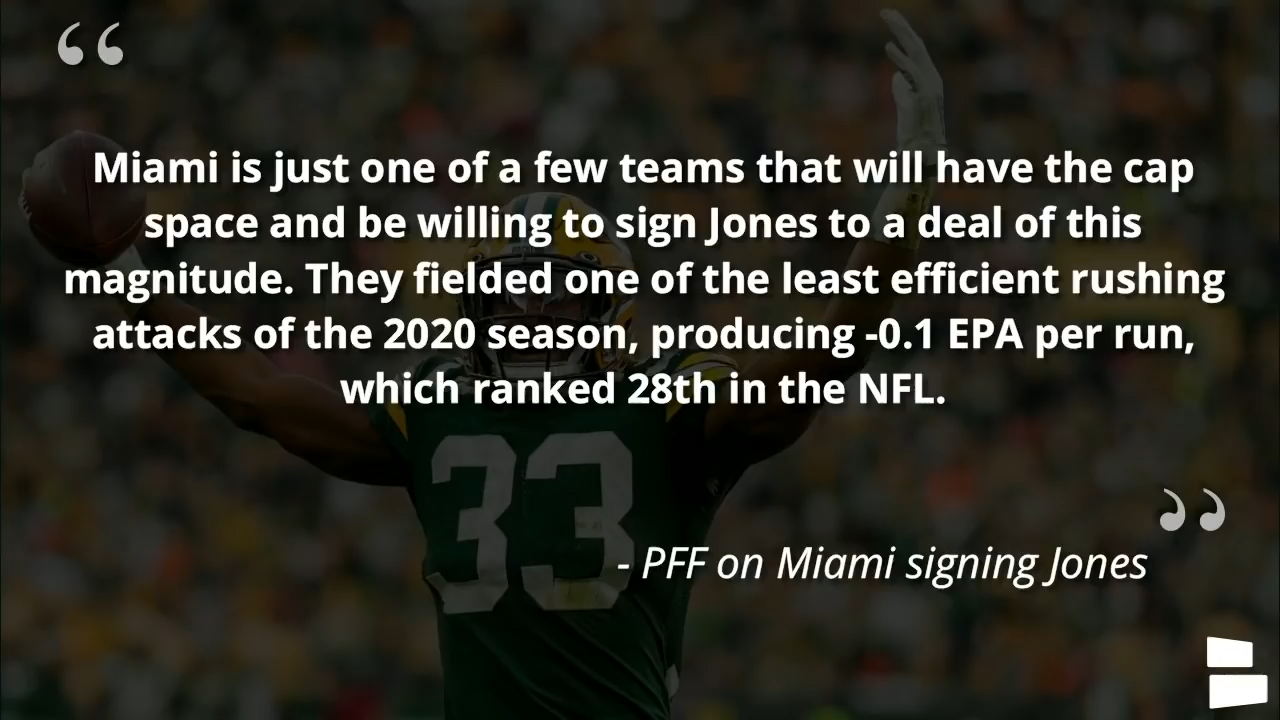 “
Miami is just one of a few teams that will have the cap
space and be willing to sign Jones to a deal of this
magnitude. They fielded one of the least efficient rushing
attacks of the 2020 season, producing -0.1 EPA per run,
which ranked 28th in the NFL.
”
- PFF on Miami signing Jones
33